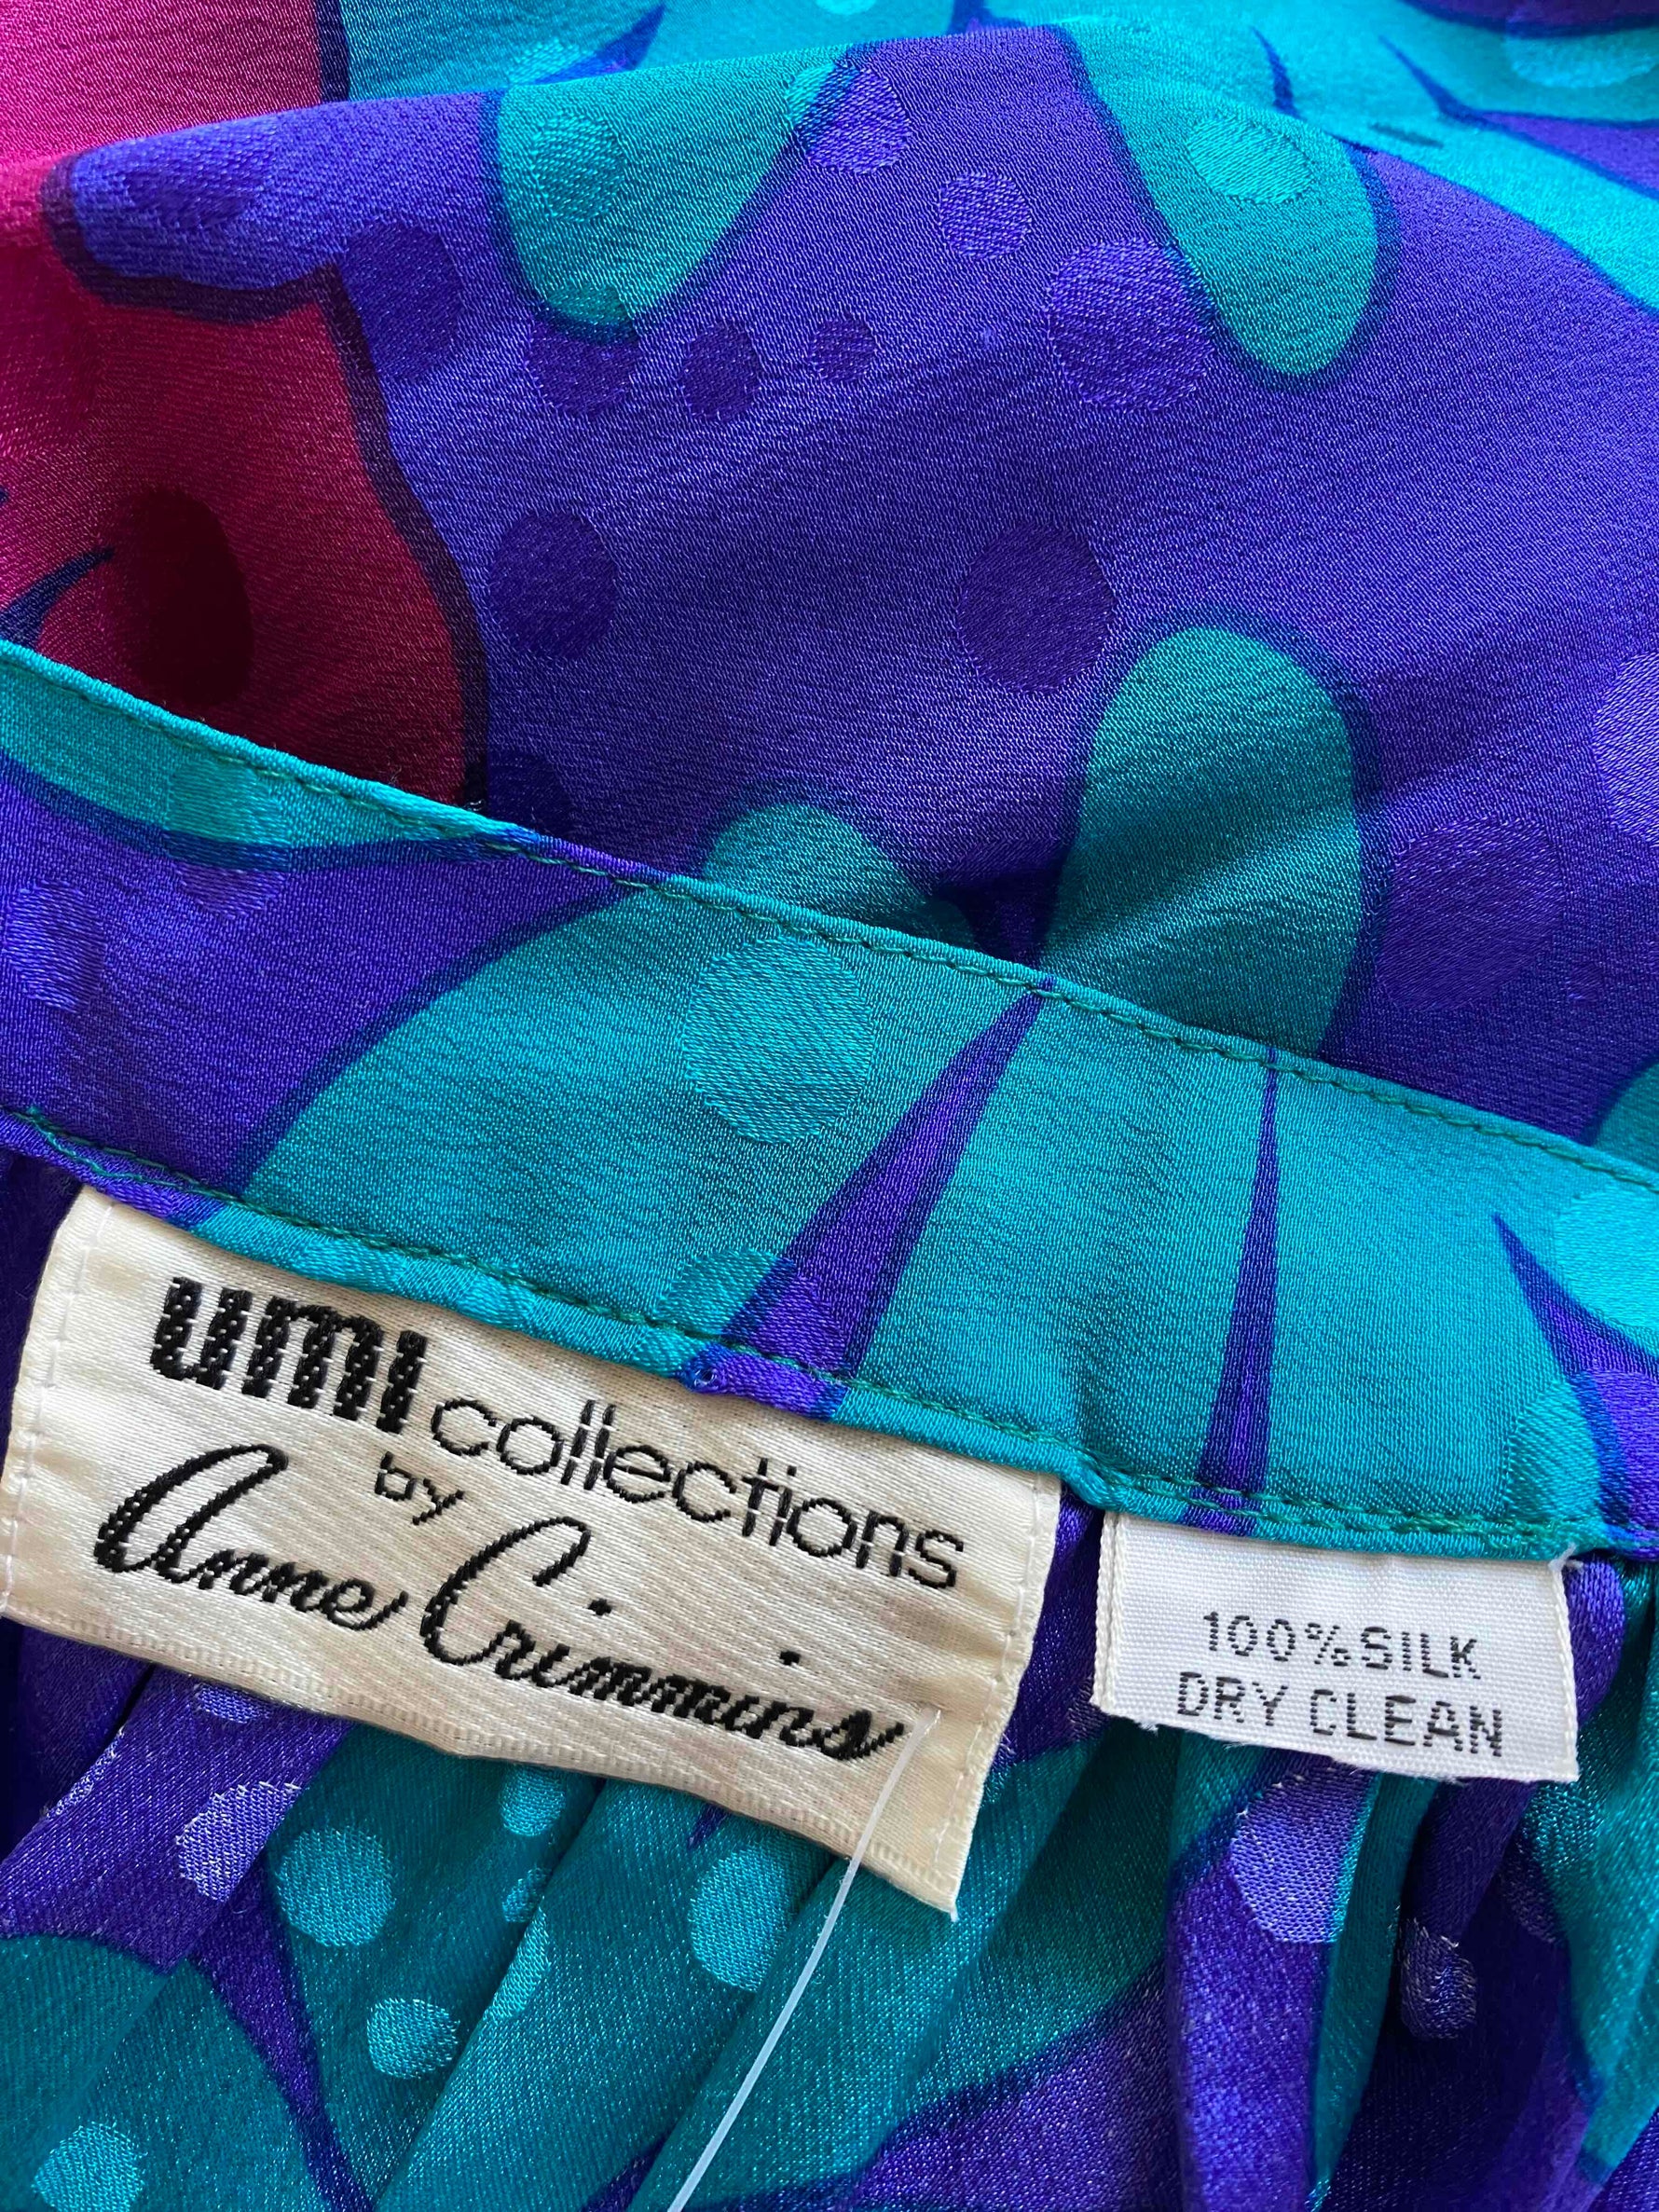 umi collections
by
Anne Crimmins
100% SILK
DRY CLEAN